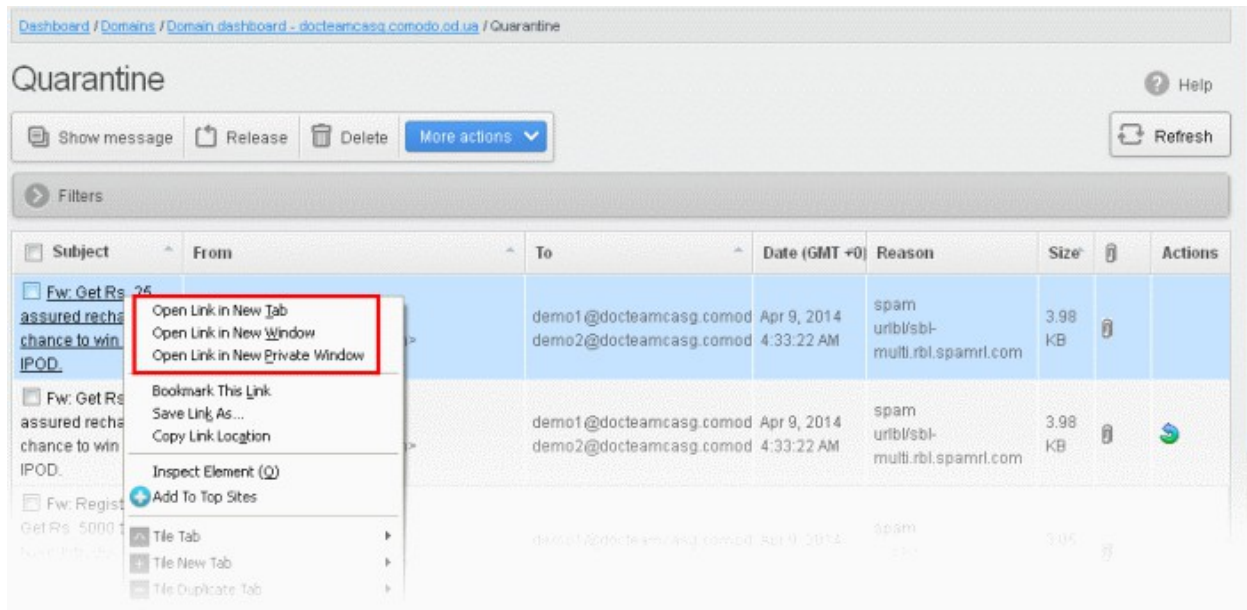 Dashboard / Domains / Domain dashboard - docteamcasg.comodo.od.ua / Quarantine
Quarantine
Help
Show message Release Delete More actions
Refresh
Filters
Subject From To Date (GMT +0) Reason Size Actions
Fw: Get Rs. 25
assured recha
chance to win
IPOD.
demo1@docteamcasg.comod
demo2@docteamcasg.comod
Apr 9, 2014
4:33:22 AM
spam
urlbl/sbl-
multi.rbl.spamrl.com
3.98
KB
Open Link in New Tab
Open Link in New Window
Open Link in New Private Window
Bookmark This Link
Save Link As...
Copy Link Location
Inspect Element (Q)
Add To Top Sites
Tile Tab
Tile New Tab
Tile Duplicate Tab
Fw: Get Rs
assured recha
chance to win
IPOD.
demo1@docteamcasg.comod
demo2@docteamcasg.comod
Apr 9, 2014
4:33:22 AM
spam
urlbl/sbl-
multi.rbl.spamrl.com
3.98
KB
Fw: Regist
Get Rs. 5000
Apr 9, 2014
spam